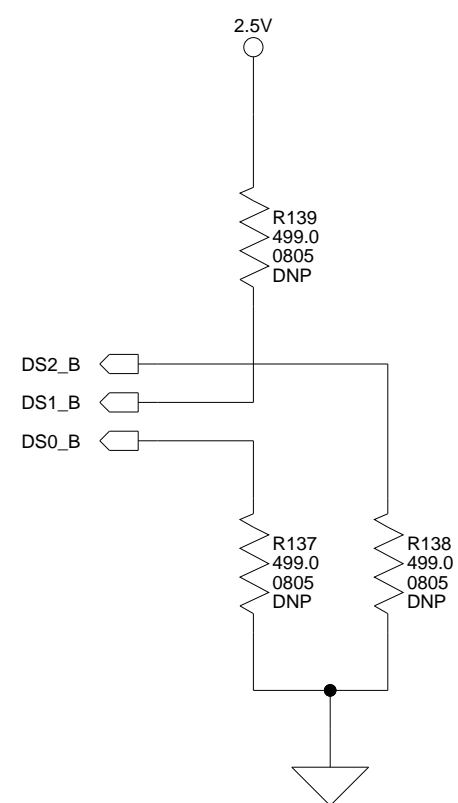 2.5V
R139
499.0
0805
DNP
DS2_B
DS1_B
DS0_B
R137
499.0
0805
DNP
R138
499.0
0805
DNP